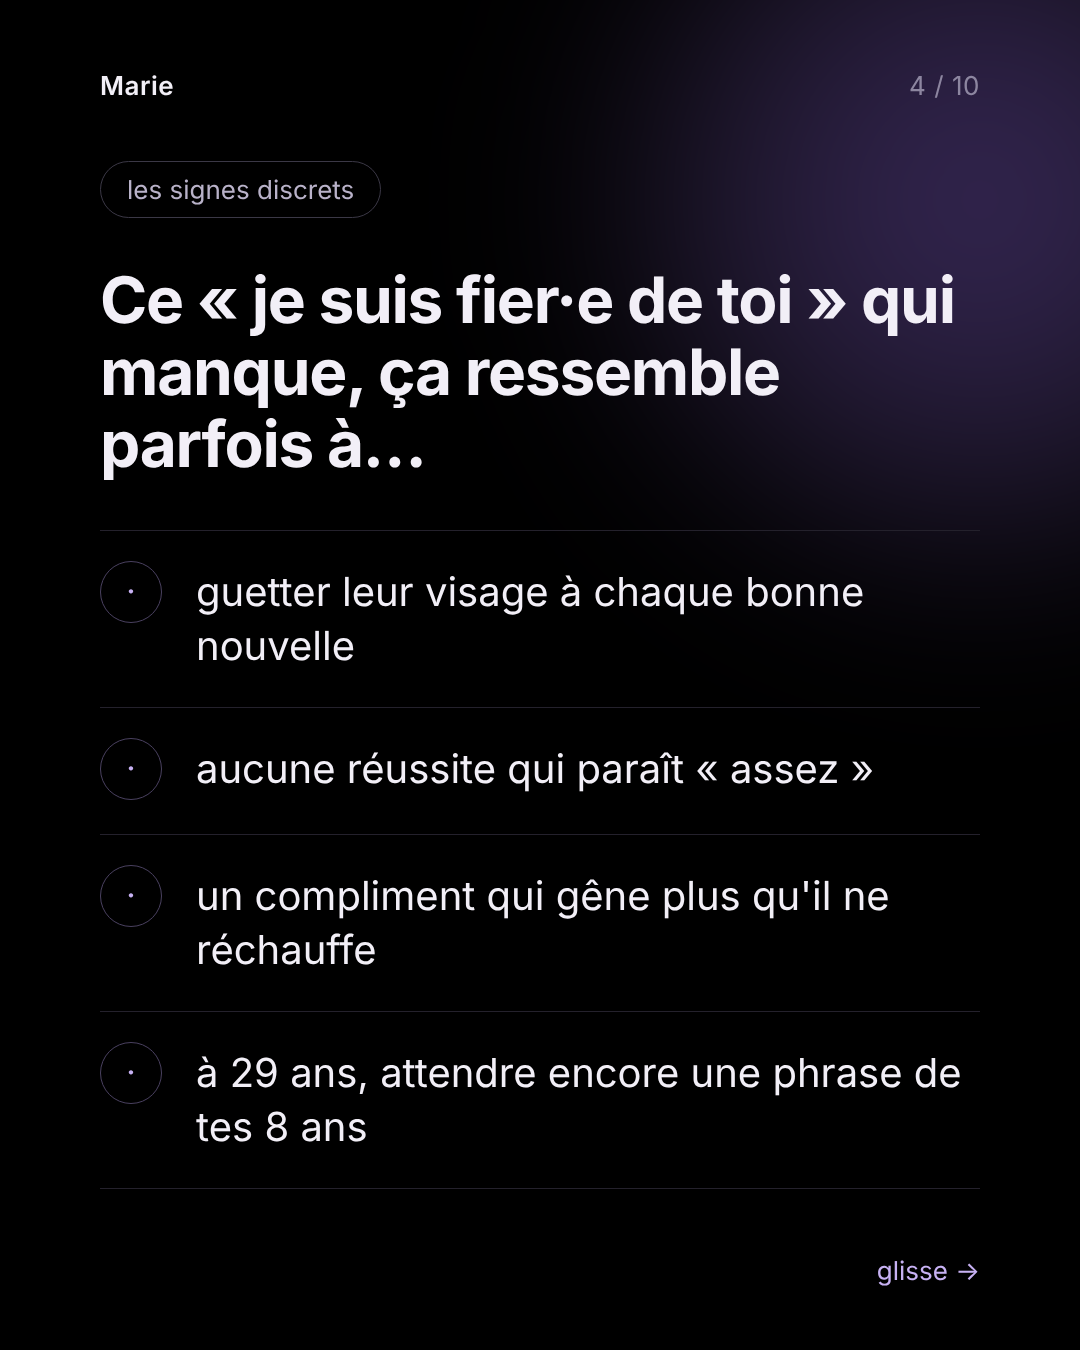 Marie
4 / 10
les signes discrets
Ce « je suis fier·e de toi » qui
manque, ça ressemble
parfois à…
guetter leur visage à chaque bonne
nouvelle
aucune réussite qui paraît « assez »
un compliment qui gêne plus qu'il ne
réchauffe
à 29 ans, attendre encore une phrase de
tes 8 ans
glisse →